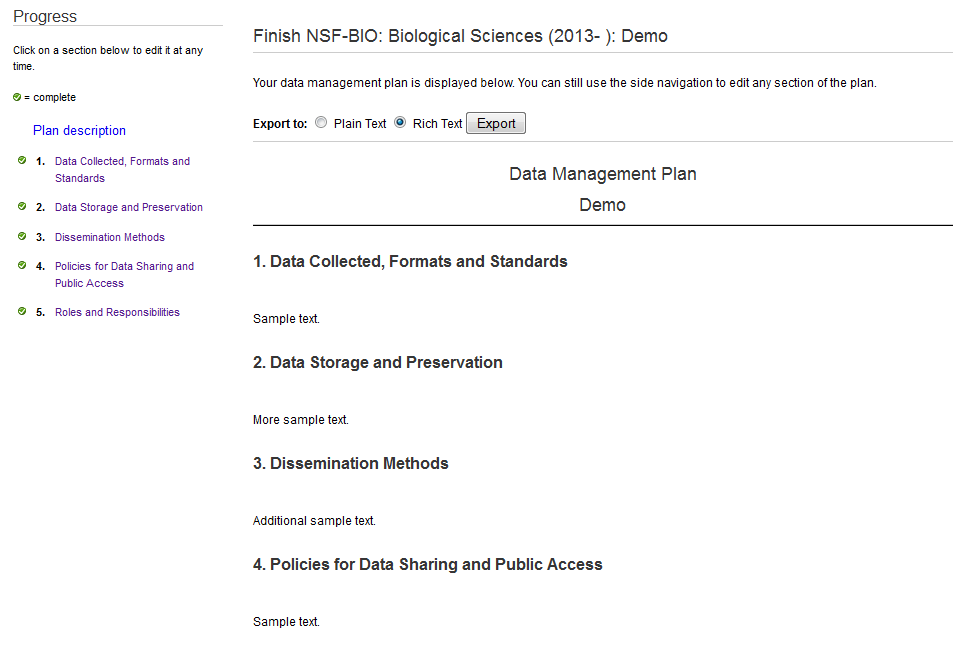 Progress
Click on a section below to edit it at any
time.
= complete
Plan description
1. Data Collected, Formats and
Standards
2. Data Storage and Preservation
3. Dissemination Methods
4. Policies for Data Sharing and
Public Access
5. Roles and Responsibilities
Finish NSF-BIO: Biological Sciences (2013- ): Demo
Your data management plan is displayed below. You can still use the side navigation to edit any section of the plan.
Export to: Plain Text Rich Text Export
Data Management Plan
Demo
1. Data Collected, Formats and Standards
Sample text.
2. Data Storage and Preservation
More sample text.
3. Dissemination Methods
Additional sample text.
4. Policies for Data Sharing and Public Access
Sample text.